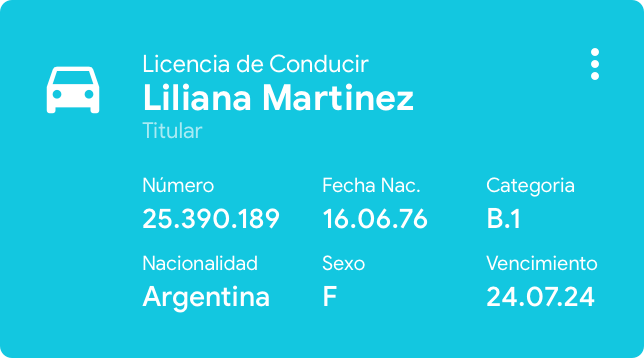 Licencia de Conducir
Liliana Martinez
Titular
Número Fecha Nac. Categoria
25.390.189 16.06.76 B.1
Nacionalidad Sexo Vencimiento
Argentina F 24.07.24